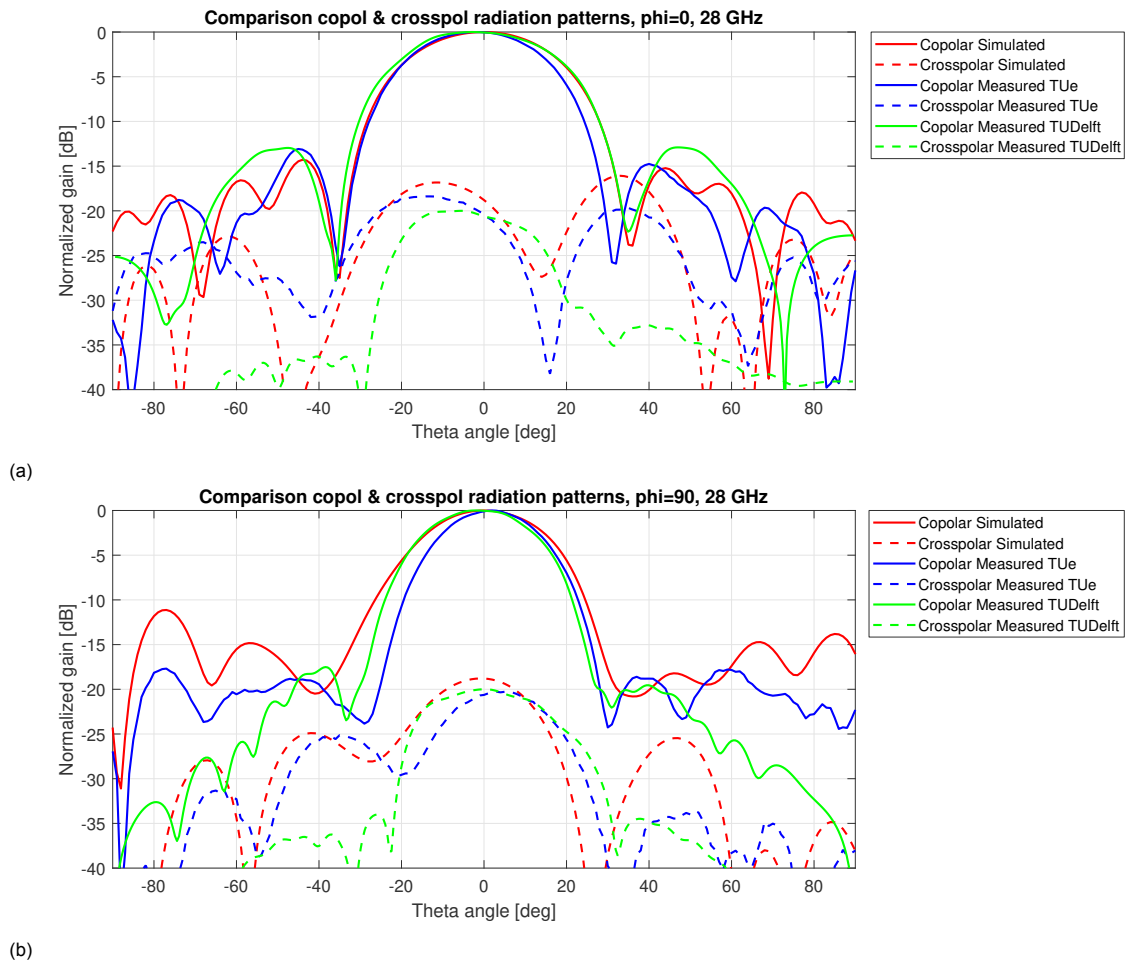 Comparison copol & crosspol radiation patterns, phi=0, 28 GHz
0
-5
-10
-15
-20
-25
-30
-35
-40
Normalized gain [dB]
-80 -60 -40 -20 0 20 40 60 80
Theta angle [deg]
Copolar Simulated
Crosspolar Simulated
Copolar Measured TUe
Crosspolar Measured TUe
Copolar Measured TUDelft
Crosspolar Measured TUDelft
(a)
Comparison copol & crosspol radiation patterns, phi=90, 28 GHz
0
-5
-10
-15
-20
-25
-30
-35
-40
Normalized gain [dB]
-80 -60 -40 -20 0 20 40 60 80
Theta angle [deg]
Copolar Simulated
Crosspolar Simulated
Copolar Measured TUe
Crosspolar Measured TUe
Copolar Measured TUDelft
Crosspolar Measured TUDelft
(b)